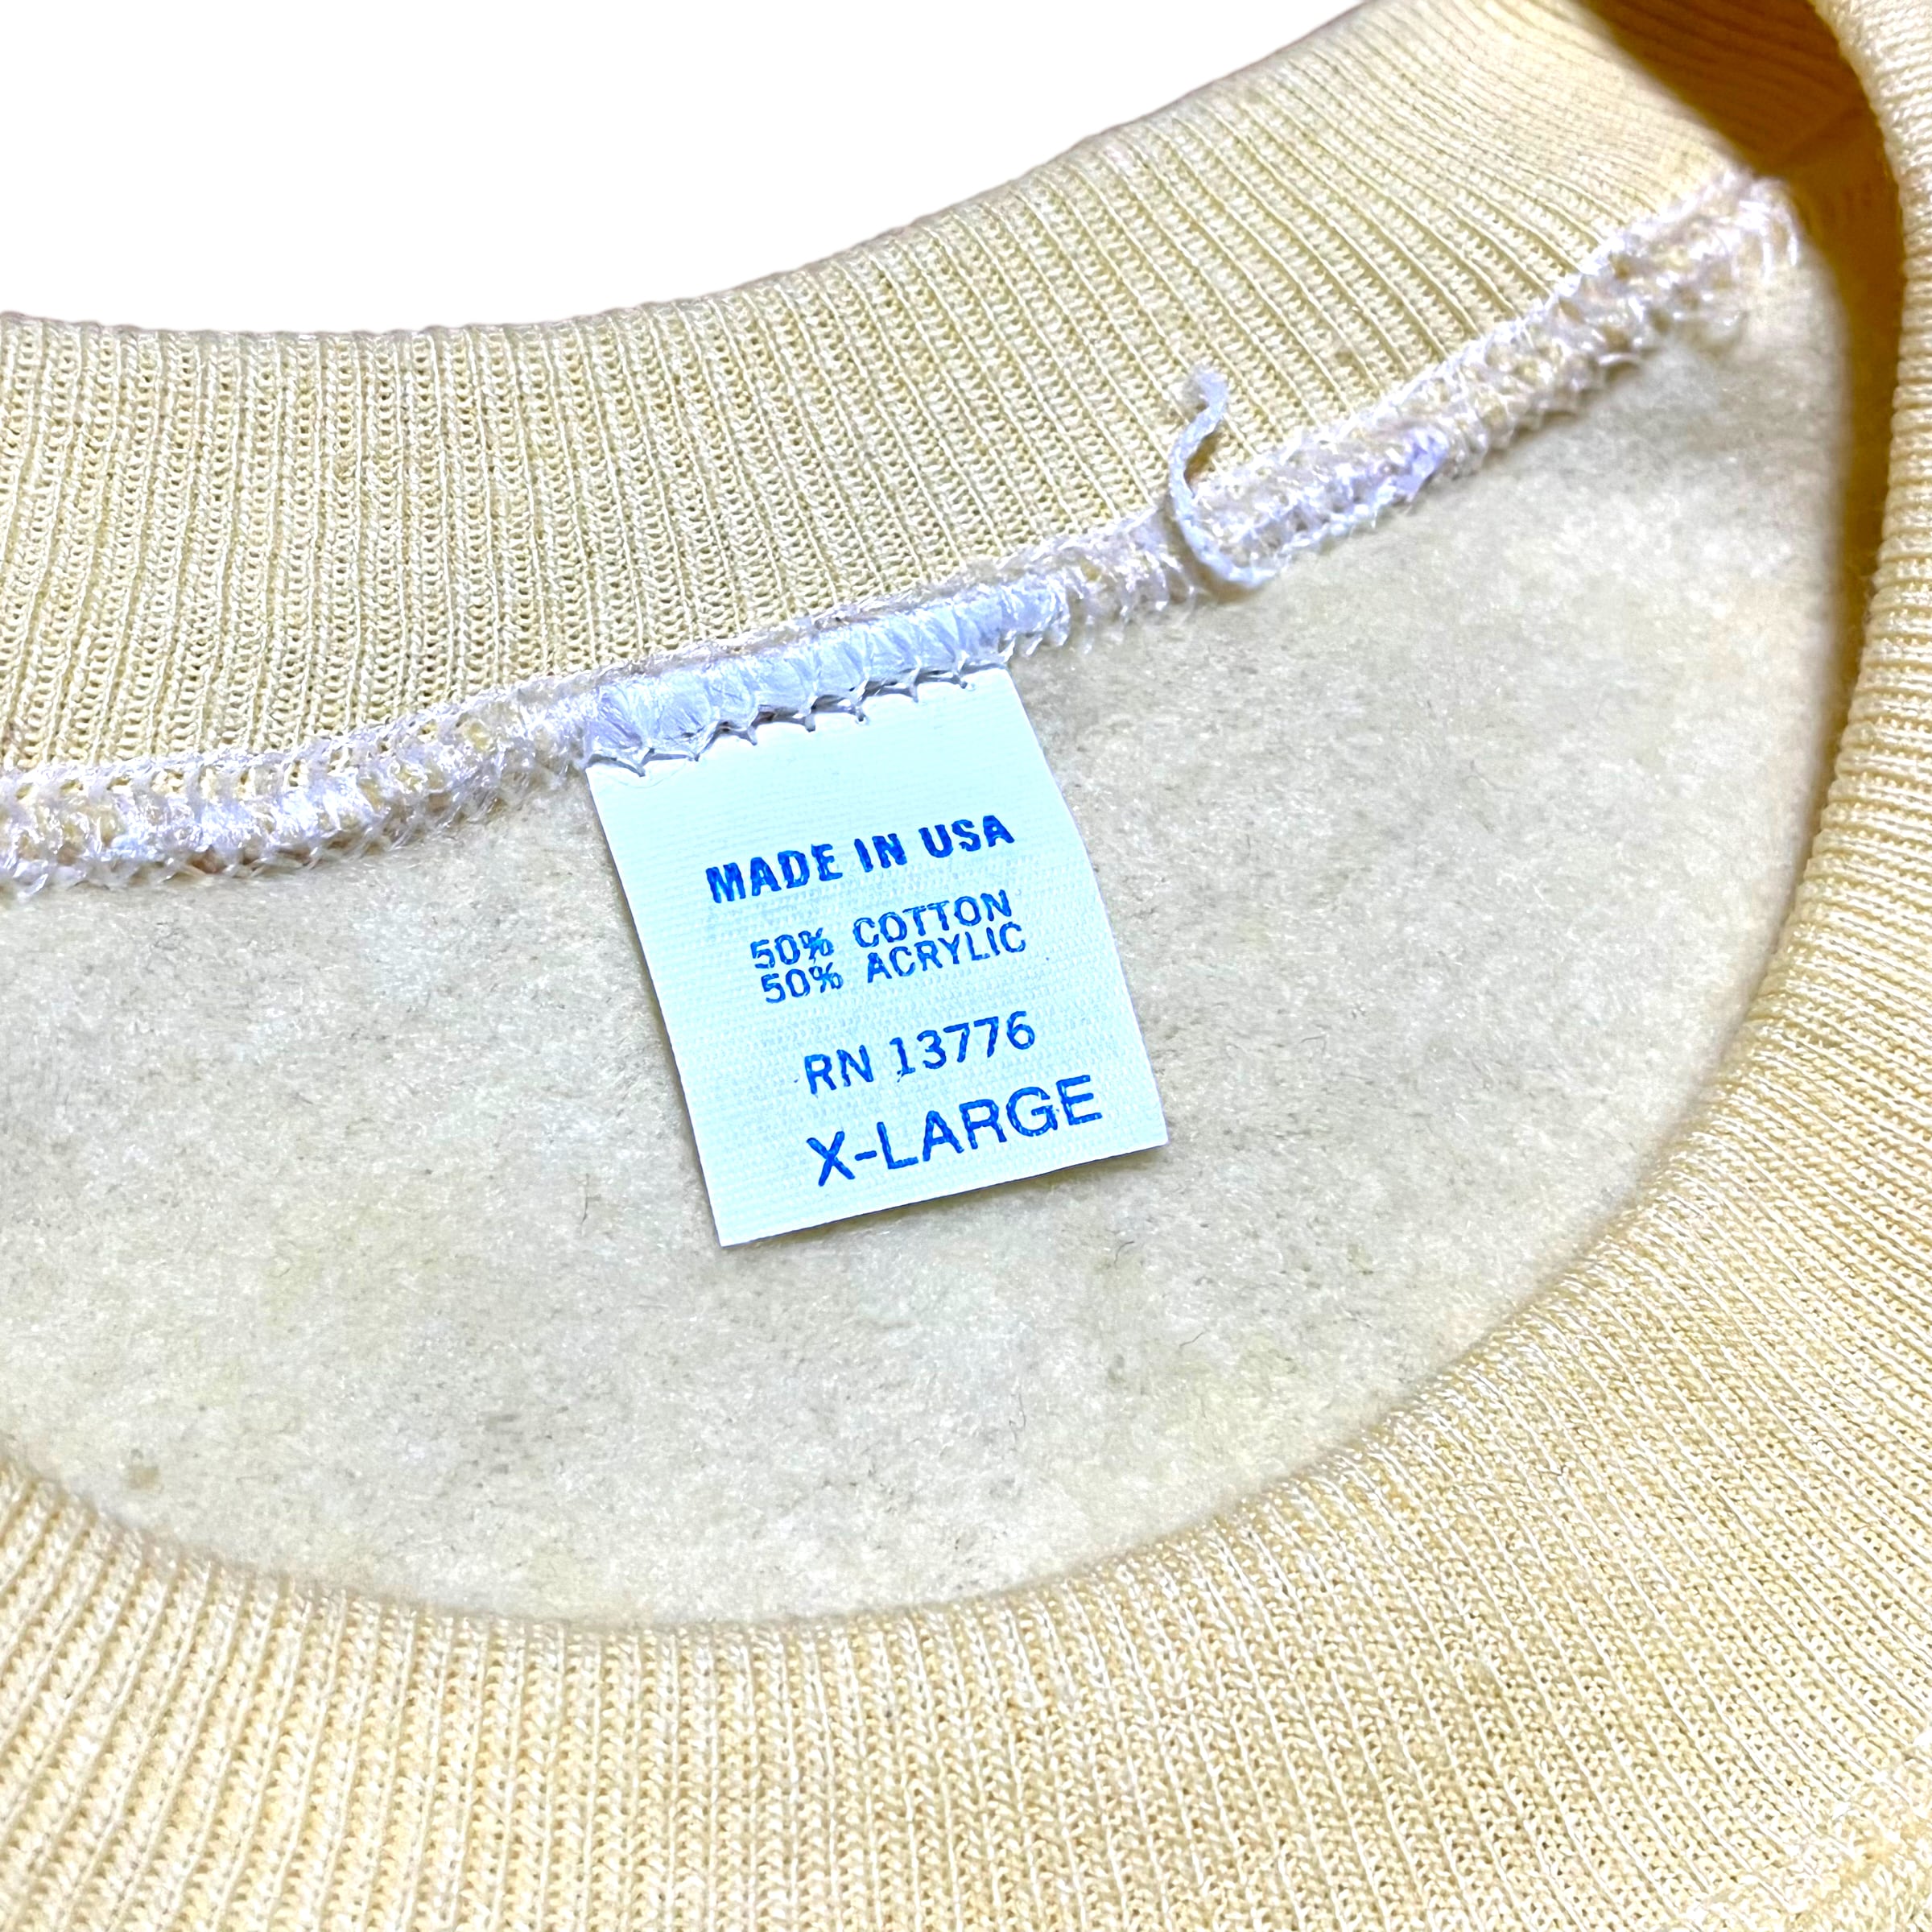 MADE IN USA
50% COTTON
50% ACRYLIC
RN 13776
X-LARGE